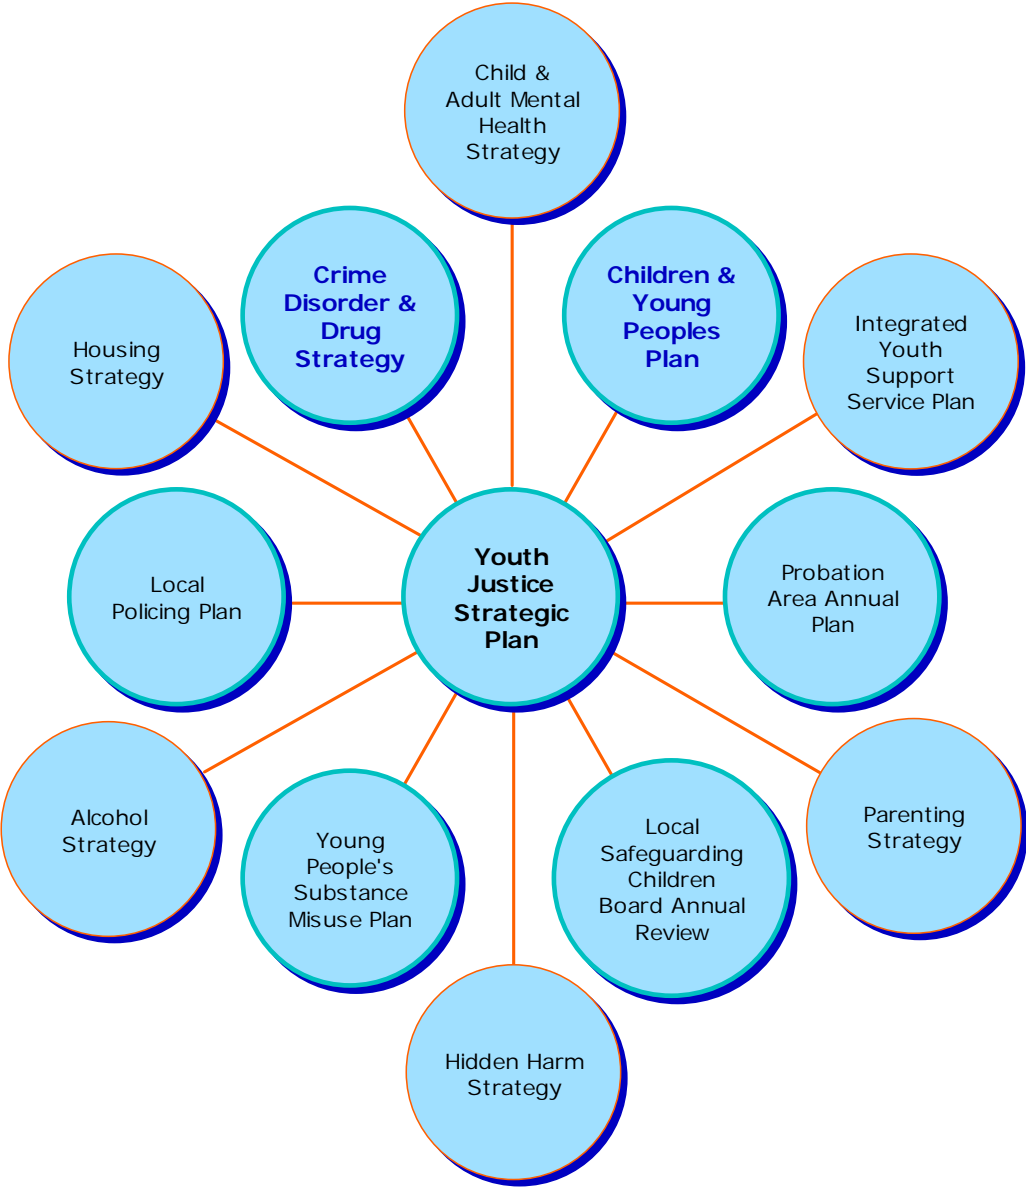 Child &
Adult Mental
Health
Strategy
Crime
Disorder &
Drug
Strategy
Children &
Young
Peoples
Plan
Housing
Strategy
Integrated
Youth
Support
Service Plan
Local
Policing Plan
Youth
Justice
Strategic
Plan
Probation
Area Annual
Plan
Alcohol
Strategy
Young
People's
Substance
Misuse Plan
Local
Safeguarding
Children
Board Annual
Review
Parenting
Strategy
Hidden Harm
Strategy